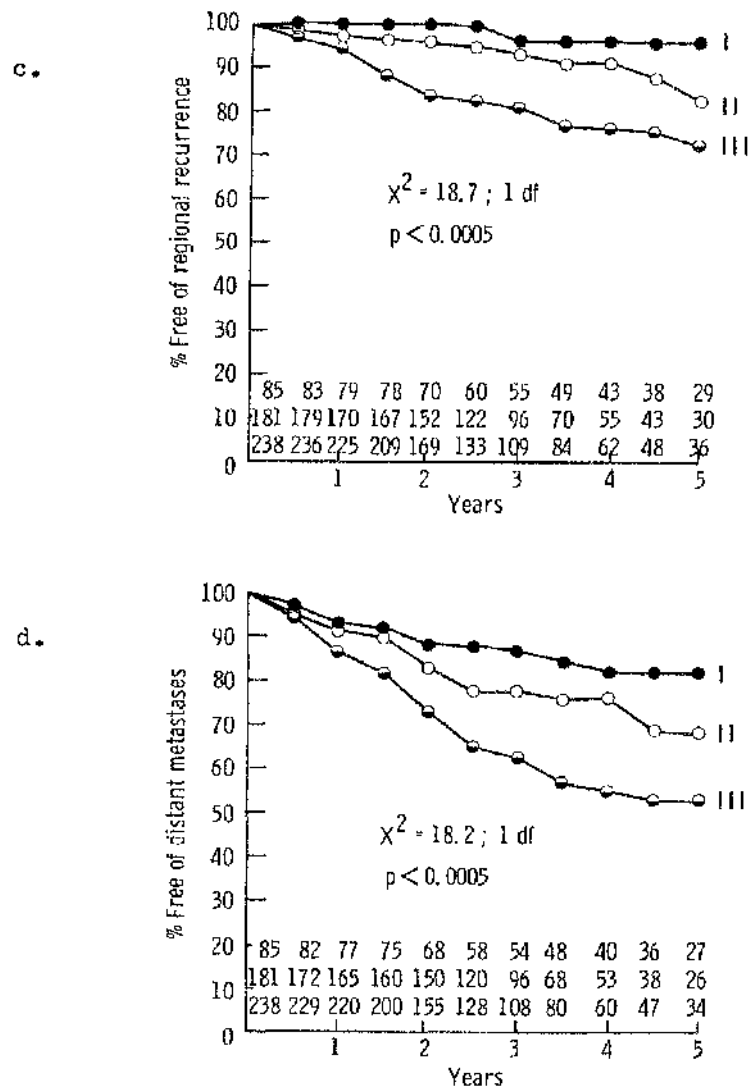 c.
% Free of regional recurrence
100
90
80
70
60
50
40
30
20
10
0
I
II
III
X² = 18.7 ; 1 df
p < 0.0005
85 83 79 78 70 60 55 49 43 38 29
181 179 170 167 152 122 96 70 55 43 30
238 236 225 209 169 133 109 84 62 48 36
1 2 3 4 5
Years
d.
% Free of distant metastases
100
90
80
70
60
50
40
30
20
10
0
I
II
III
X² = 18.2 ; 1 df
p < 0.0005
85 82 77 75 68 58 54 48 40 36 27
181 172 165 160 150 120 96 68 53 38 26
238 229 220 200 155 128 108 80 60 47 34
1 2 3 4 5
Years